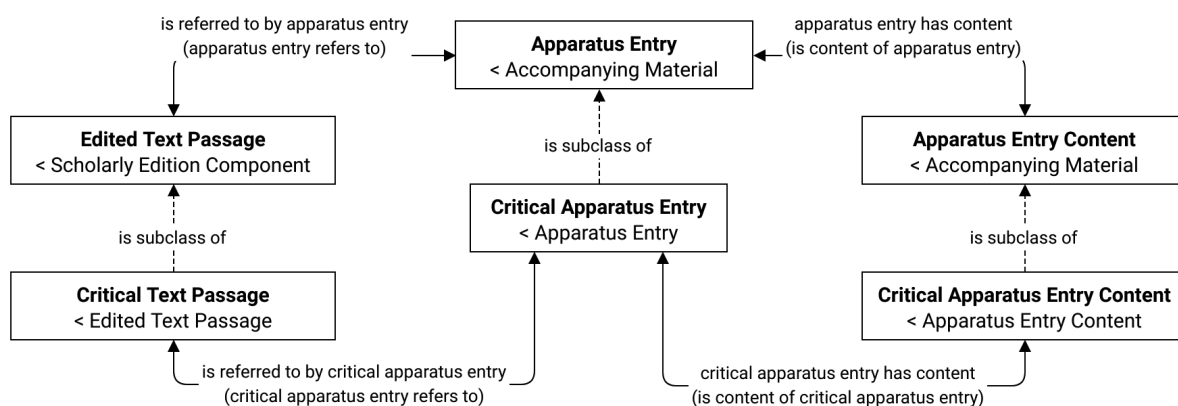 is referred to by apparatus entry
(apparatus entry refers to)
Apparatus Entry
< Accompanying Material
apparatus entry has content
(is content of apparatus entry)
Edited Text Passage
< Scholarly Edition Component
is subclass of
Apparatus Entry Content
< Accompanying Material
Critical Apparatus Entry
< Apparatus Entry
is subclass of
is subclass of
Critical Text Passage
< Edited Text Passage
Critical Apparatus Entry Content
< Apparatus Entry Content
is referred to by critical apparatus entry
(critical apparatus entry refers to)
critical apparatus entry has content
(is content of critical apparatus entry)